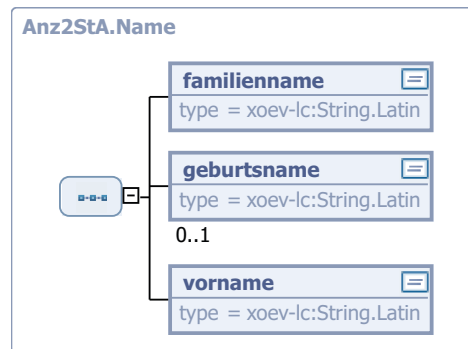 Anz2StA.Name
familienname
type = xoev-lc:String.Latin
geburtsname
type = xoev-lc:String.Latin
0..1
vorname
type = xoev-lc:String.Latin